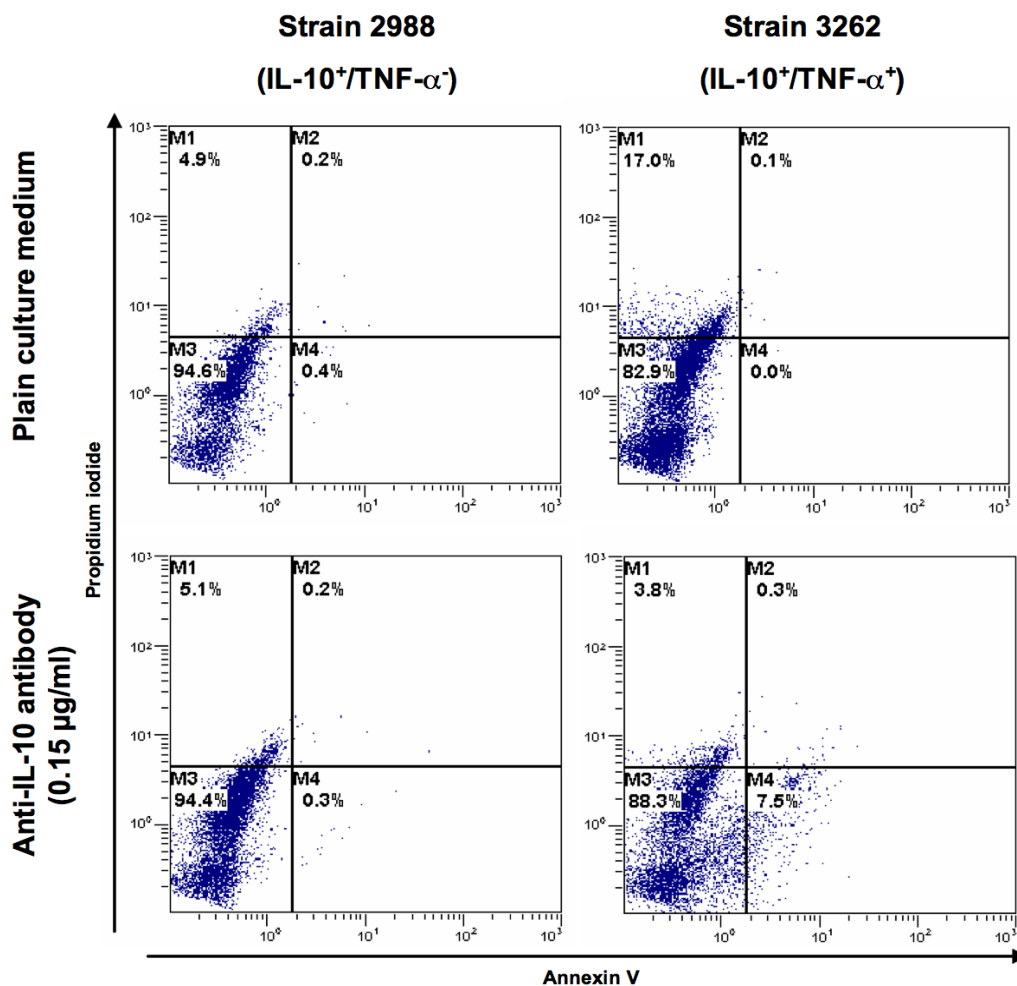 Strain 2988
(IL-10⁺/TNF-α⁻)
Strain 3262
(IL-10⁺/TNF-α⁺)
Plain culture medium
Anti-IL-10 antibody
(0.15 µg/ml)
Propidium iodide
10³
10²
10¹
10⁰
M1
4.9%
M2
0.2%
M3
94.6%
M4
0.4%
10⁰
10¹
10²
10³
10³
10²
10¹
10⁰
M1
17.0%
M2
0.1%
M3
82.9%
M4
0.0%
10⁰
10¹
10²
10³
10³
10²
10¹
10⁰
M1
5.1%
M2
0.2%
M3
94.4%
M4
0.3%
10⁰
10¹
10²
10³
10³
10²
10¹
10⁰
M1
3.8%
M2
0.3%
M3
88.3%
M4
7.5%
10⁰
10¹
10²
10³
Annexin V